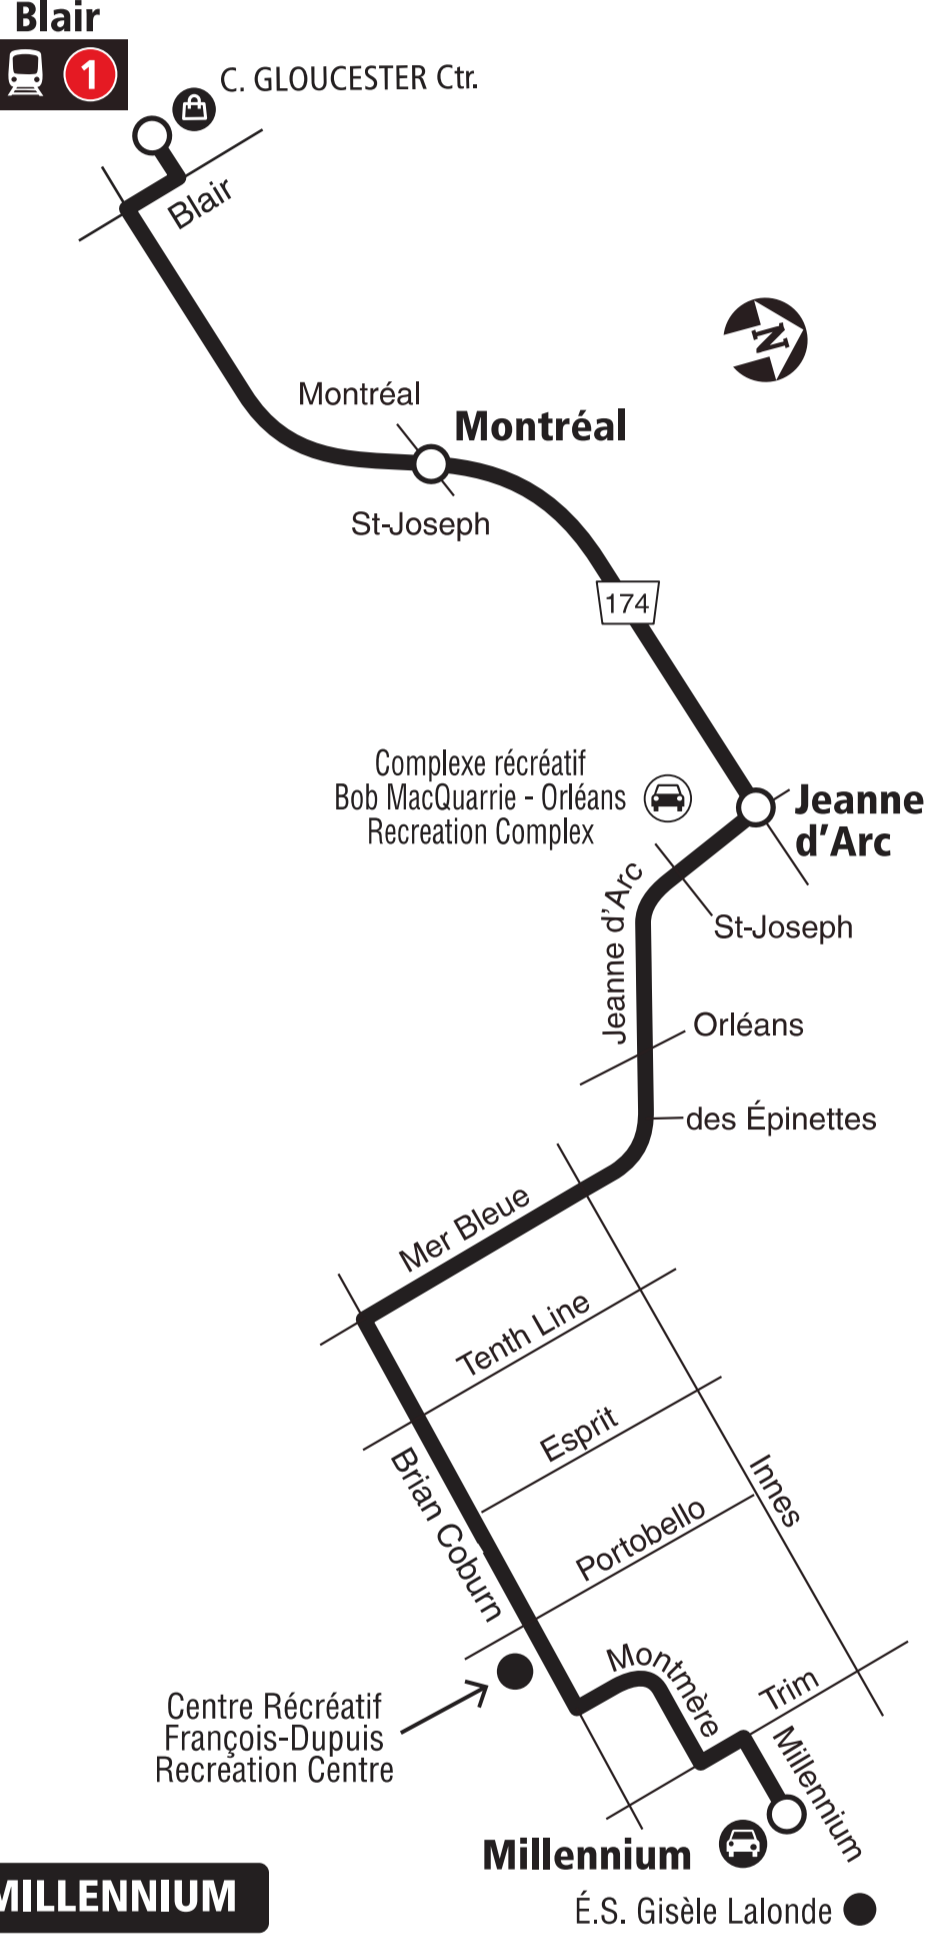 Blair
1
C. GLOUCESTER Ctr.
Blair
N
Montréal
Montréal
St-Joseph
174
Complexe récréatif
Bob MacQuarrie - Orléans
Recreation Complex
Jeanne
d'Arc
Jeanne d'Arc
St-Joseph
Orléans
des Épinettes
Mer Bleue
Tenth Line
Esprit
Innes
Brian Coburn
Portobello
Montmère
Trim
Centre Récréatif
François-Dupuis
Recreation Centre
Millennium
Millennium
MILLENNIUM
É.S. Gisèle Lalonde